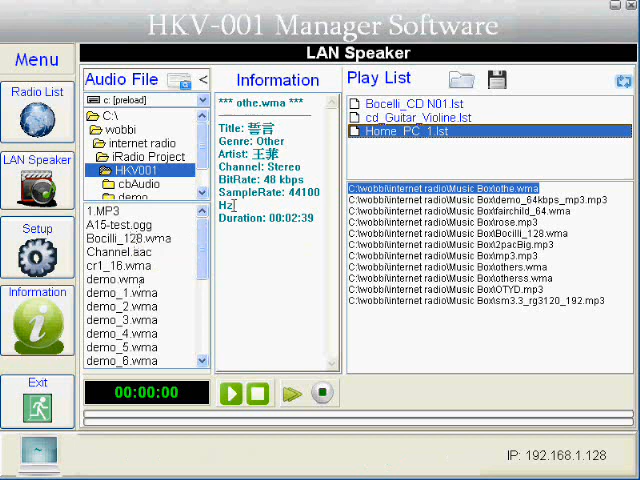 HKV-001 Manager Software
LAN Speaker
Menu
Radio List
LAN Speaker
Setup
Information
Exit
Audio File
<
c: [preload]
C:\
wobbi
internet radio
iRadio Project
HKV001
cbAudio
demo
1.MP3
A15-test.ogg
Bocilli_128.wma
Channel.aac
cr1_16.wma
demo.wma
demo_1.wma
demo_2.wma
demo_3.wma
demo_4.wma
demo_5.wma
demo_6.wma
Information
*** othe.wma ***
Title: 誓言
Genre: Other
Artist: 王菲
Channel: Stereo
BitRate: 48 kbps
SampleRate: 44100
Hz
Duration: 00:02:39
Play List
Bocelli_CD N01.lst
cd_Guitar_Violine.lst
Home_PC_1.lst
C:\wobbi\internet radio\Music Box\othe.wma
C:\wobbi\internet radio\Music Box\demo_64kbps_mp3.mp3
C:\wobbi\internet radio\Music Box\fairchild_64.wma
C:\wobbi\internet radio\Music Box\rose.mp3
C:\wobbi\internet radio\Music Box\Bocilli_128.wma
C:\wobbi\internet radio\Music Box\2pacBig.mp3
C:\wobbi\internet radio\Music Box\mp3.mp3
C:\wobbi\internet radio\Music Box\others.wma
C:\wobbi\internet radio\Music Box\otherss.wma
C:\wobbi\internet radio\Music Box\OTYD.mp3
C:\wobbi\internet radio\Music Box\sm3.3_rg3120_192.mp3
00:00:00
IP: 192.168.1.128